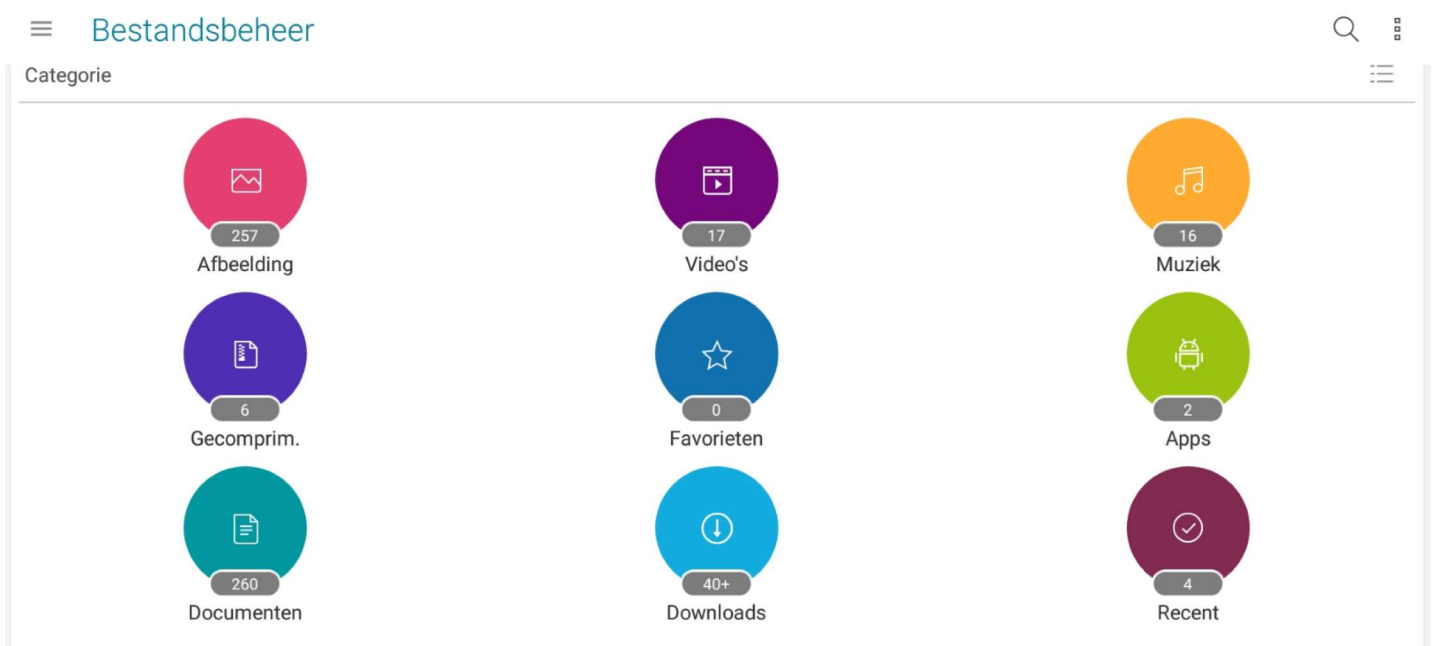 Bestandsbeheer
Categorie
257
17
16
Afbeelding
Video's
Muziek
6
0
2
Gecomprim.
Favorieten
Apps
260
40+
4
Documenten
Downloads
Recent